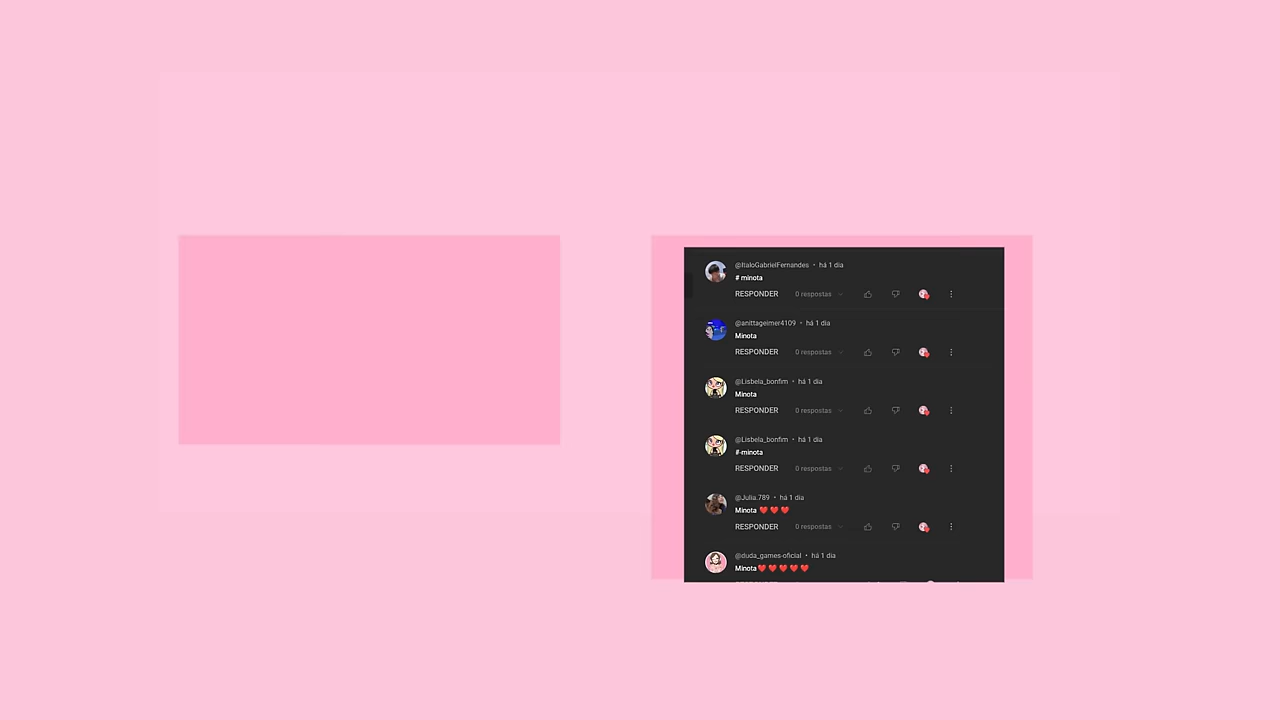 @ItaloGabrielFernandes • há 1 dia
# minota
RESPONDER 0 respostas
@anittageimer4109 • há 1 dia
Minota
RESPONDER 0 respostas
@Lisbela_bonfim • há 1 dia
Minota
RESPONDER 0 respostas
@Lisbela_bonfim • há 1 dia
#-minota
RESPONDER 0 respostas
@Julia.789 • há 1 dia
Minota ❤️❤️❤️
RESPONDER 0 respostas
@duda_games-oficial • há 1 dia
Minota❤️❤️❤️❤️❤️